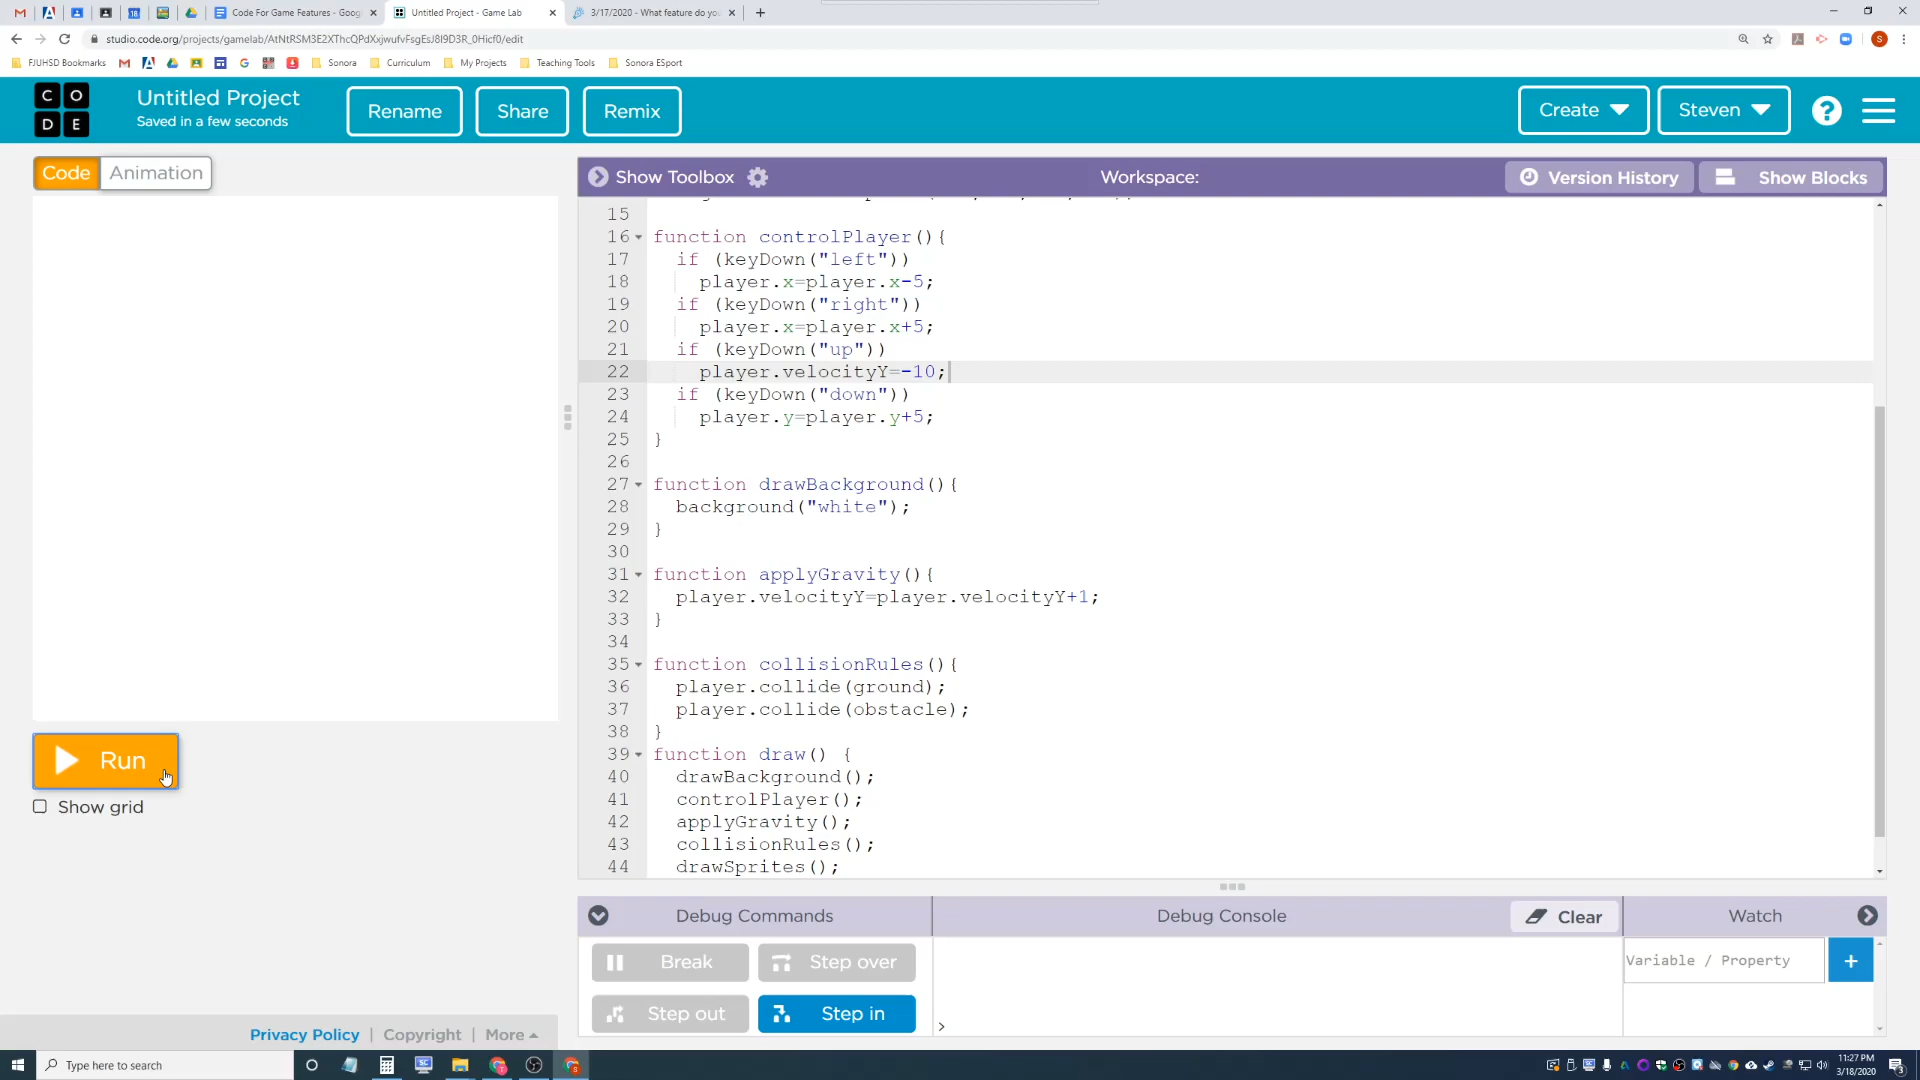 Code For Game Features - Goog
Untitled Project - Game Lab
3/17/2020 - What feature do you
studio.code.org/projects/gamelab/AtNtRSM3E2XThcQPdXxjwufvFsgEsJ8I9D3R_0Hicf0/edit
FJUHSD Bookmarks
Sonora
Curriculum
My Projects
Teaching Tools
Sonora ESport
C O
D E
Untitled Project
Saved in a few seconds
Rename
Share
Remix
Create
Steven
?
Code
Animation
Show Toolbox
Workspace:
Version History
Show Blocks
15
16 function controlPlayer(){
17 if (keyDown("left"))
18 player.x=player.x-5;
19 if (keyDown("right"))
20 player.x=player.x+5;
21 if (keyDown("up"))
22 player.velocityY=-10;
23 if (keyDown("down"))
24 player.y=player.y+5;
25 }
26
27 function drawBackground(){
28 background("white");
29 }
30
31 function applyGravity(){
32 player.velocityY=player.velocityY+1;
33 }
34
35 function collisionRules(){
36 player.collide(ground);
37 player.collide(obstacle);
38 }
39 function draw() {
40 drawBackground();
41 controlPlayer();
42 applyGravity();
43 collisionRules();
44 drawSprites();
Run
Show grid
Debug Commands
Debug Console
Clear
Watch
Break
Step over
Variable / Property
+
Step out
Step in
>
Privacy Policy | Copyright | More
Type here to search
11:27 PM
3/18/2020